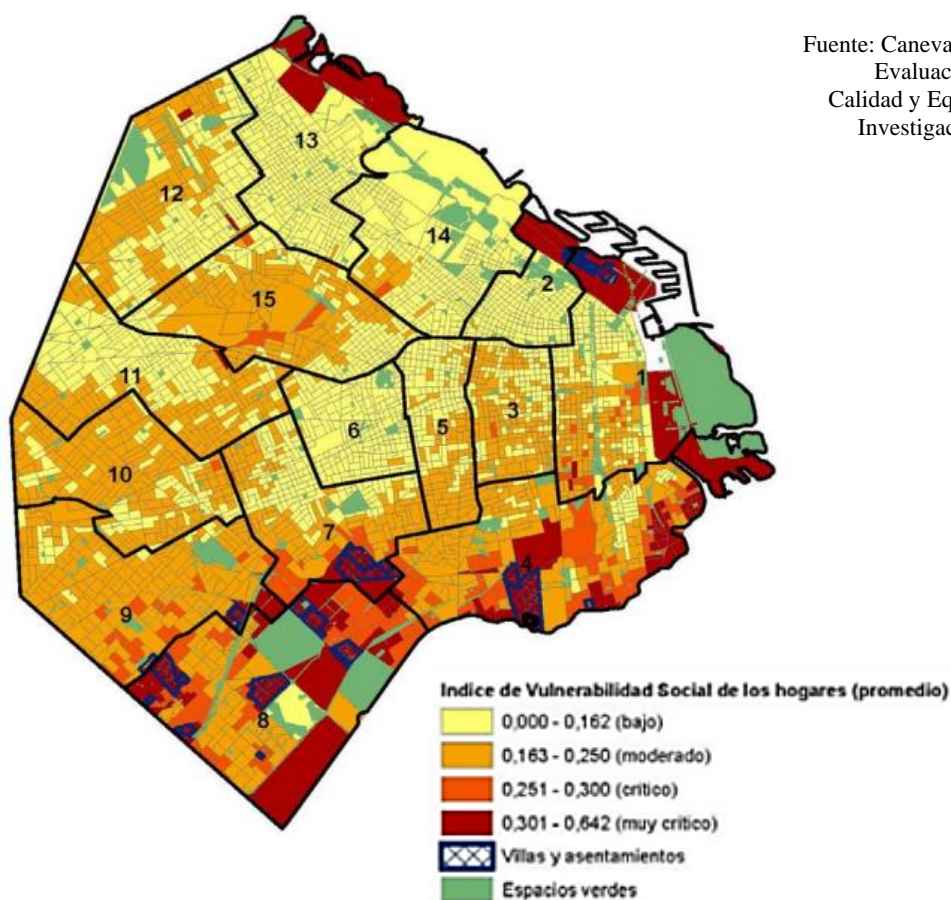 Fuente: Caneva
Evaluac
Calidad y Eq
Investigac
13
12
14
2
15
1
11
3
5
6
10
7
4
9
8
Indice de Vulnerabilidad Social de los hogares (promedio)
0,000 - 0,162 (bajo)
0,163 - 0,250 (moderado)
0,251 - 0,300 (critico)
0,301 - 0,642 (muy critico)
Villas y asentamientos
Espacios verdes